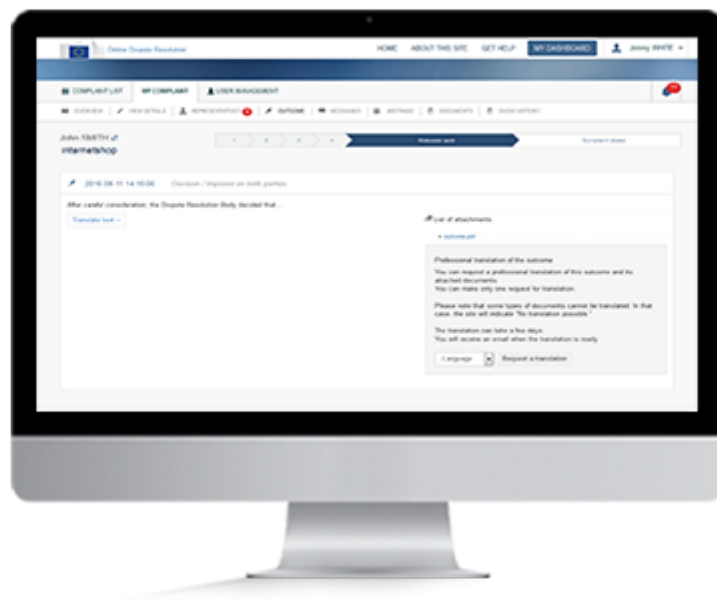 Online Dispute Resolution
HOME ABOUT THIS SITE GET HELP MY DASHBOARD Jimmy WHITE
COMPLAINT LIST MY COMPLAINT USER MANAGEMENT
OVERVIEW VIEW DETAILS OUTCOME MESSAGES MEETINGS DOCUMENTS SHOW HISTORY
John SMITH
internetshop
Outcome sent
2016-08-11 14:10:06 Decision / Imposed on both parties
After careful consideration, the Dispute Resolution Body decided that ...
Translate text
List of attachments
outcome.pdf
Professional translation of the outcome
You can request a professional translation of this outcome and its
attached documents.
You can make only one request for translation.
Please note that some types of documents cannot be translated. In that
case, the site will indicate "No translation possible."
The translation can take a few days.
You will receive an email when the translation is ready.
Language Request a translation